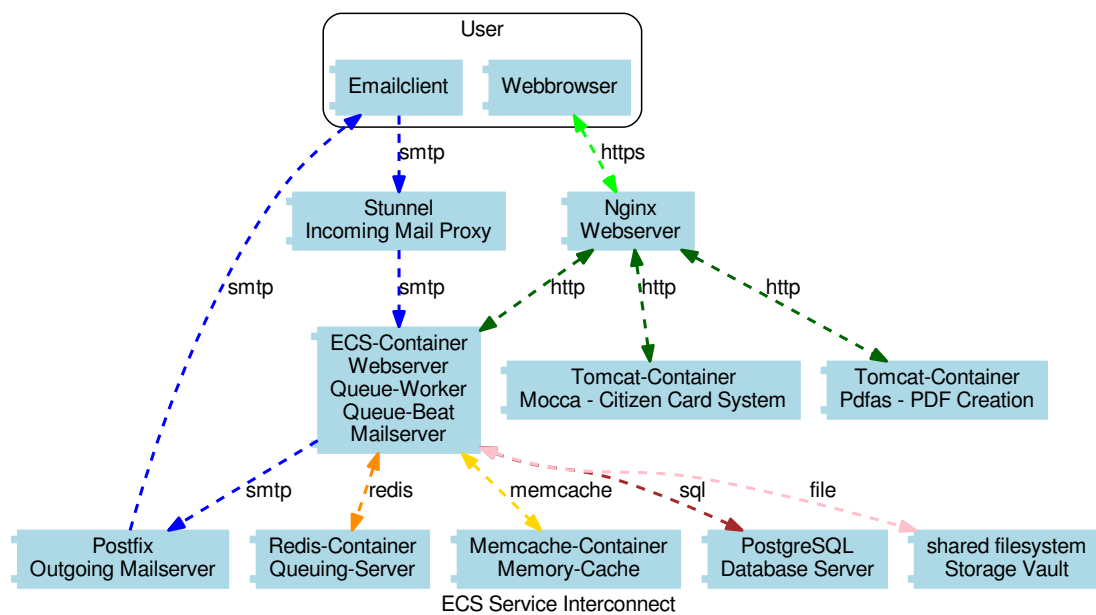 User
Emailclient
Webbrowser
smtp
https
Stunnel
Incoming Mail Proxy
Nginx
Webserver
smtp
smtp
http
http
http
ECS-Container
Webserver
Queue-Worker
Queue-Beat
Mailserver
Tomcat-Container
Mocca - Citizen Card System
Tomcat-Container
Pdfas - PDF Creation
smtp
redis
memcache
sql
file
Postfix
Outgoing Mailserver
Redis-Container
Queuing-Server
Memcache-Container
Memory-Cache
PostgreSQL
Database Server
shared filesystem
Storage Vault
ECS Service Interconnect